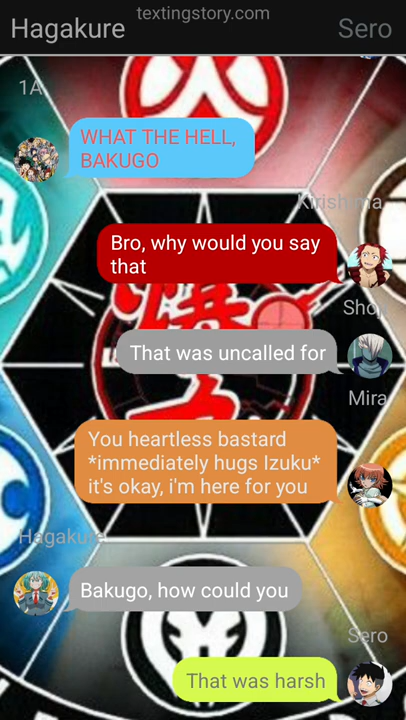 textingstory.com
Hagakure
Sero
1A
WHAT THE HELL,
BAKUGO
Kirishima
Bro, why would you say
that
That was uncalled for
Mira
You heartless bastard
*immediately hugs Izuku*
it's okay, i'm here for you
Hagakure
Bakugo, how could you
Sero
That was harsh